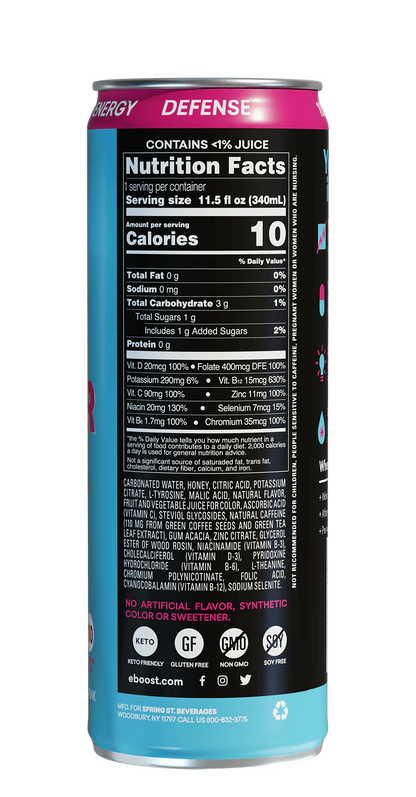 ENERGY DEFENSE
CONTAINS <1% JUICE
Nutrition Facts
1 serving per container
Serving size 11.5 fl oz (340mL)
Amount per serving
Calories 10
% Daily Value*
Total Fat 0 g 0%
Sodium 0 mg 0%
Total Carbohydrate 3 g 1%
Total Sugars 1 g
Includes 1 g Added Sugars 2%
Protein 0 g
Vit. D 20mcg 100% • Folate 400mcg DFE 100%
Potassium 290mg 6% • Vit. B12 15mcg 630%
Vit C 90mg 100% • Zinc 11mg 100%
Niacin 20mg 130% • Selenium 7mcg 15%
Vit B6 1.7mg 100% • Chromium 35mcg 100%
*the % Daily Value tells you how much nutrient in a
serving of food contributes to a daily diet. 2,000 calories
a day is used for general nutrition advice.
Not a significant source of saturaded fat, trans fat,
cholesterol, dietary fiber, calcium, and iron.
CARBONATED WATER, HONEY, CITRIC ACID, POTASSIUM
CITRATE, L-TYROSINE, MALIC ACID, NATURAL FLAVOR,
FRUIT AND VEGETABLE JUICE FOR COLOR, ASCORBIC ACID
(VITAMIN C), STEVIOL GLYCOSIDES, NATURAL CAFFEINE
(110 MG FROM GREEN COFFEE SEEDS AND GREEN TEA
LEAF EXTRACT), GUM ACACIA, ZINC CITRATE, GLYCEROL
ESTER OF WOOD ROSIN, NIACINAMIDE (VITAMIN B-3),
CHOLECALCIFEROL (VITAMIN D-3), PYRIDOXINE
HYDROCHLORIDE (VITAMIN B-6), L-THEANINE,
CHROMIUM POLYNICOTINATE, FOLIC ACID,
CYANOCOBALAMIN (VITAMIN B-12), SODIUM SELENITE.
NOT RECOMMENDED FOR CHILDREN, PEOPLE SENSITIVE TO CAFFEINE, PREGNANT WOMEN OR WOMEN WHO ARE NURSING.
NO ARTIFICIAL FLAVOR, SYNTHETIC
COLOR OR SWEETENER.
KETO GF GMO SOY
KETO FRIENDLY GLUTEN FREE NON GMO SOY FREE
eboost.com
MFD. FOR SPRING ST. BEVERAGES
WOODBURY, NY 11797 CALL US 800-832-3775